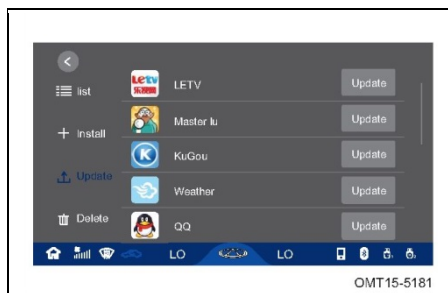 list
LETV
Update
Install
Master lu
Update
KuGou
Update
Update
Weather
Update
Delete
QQ
Update
LO
LO
OMT15-5181